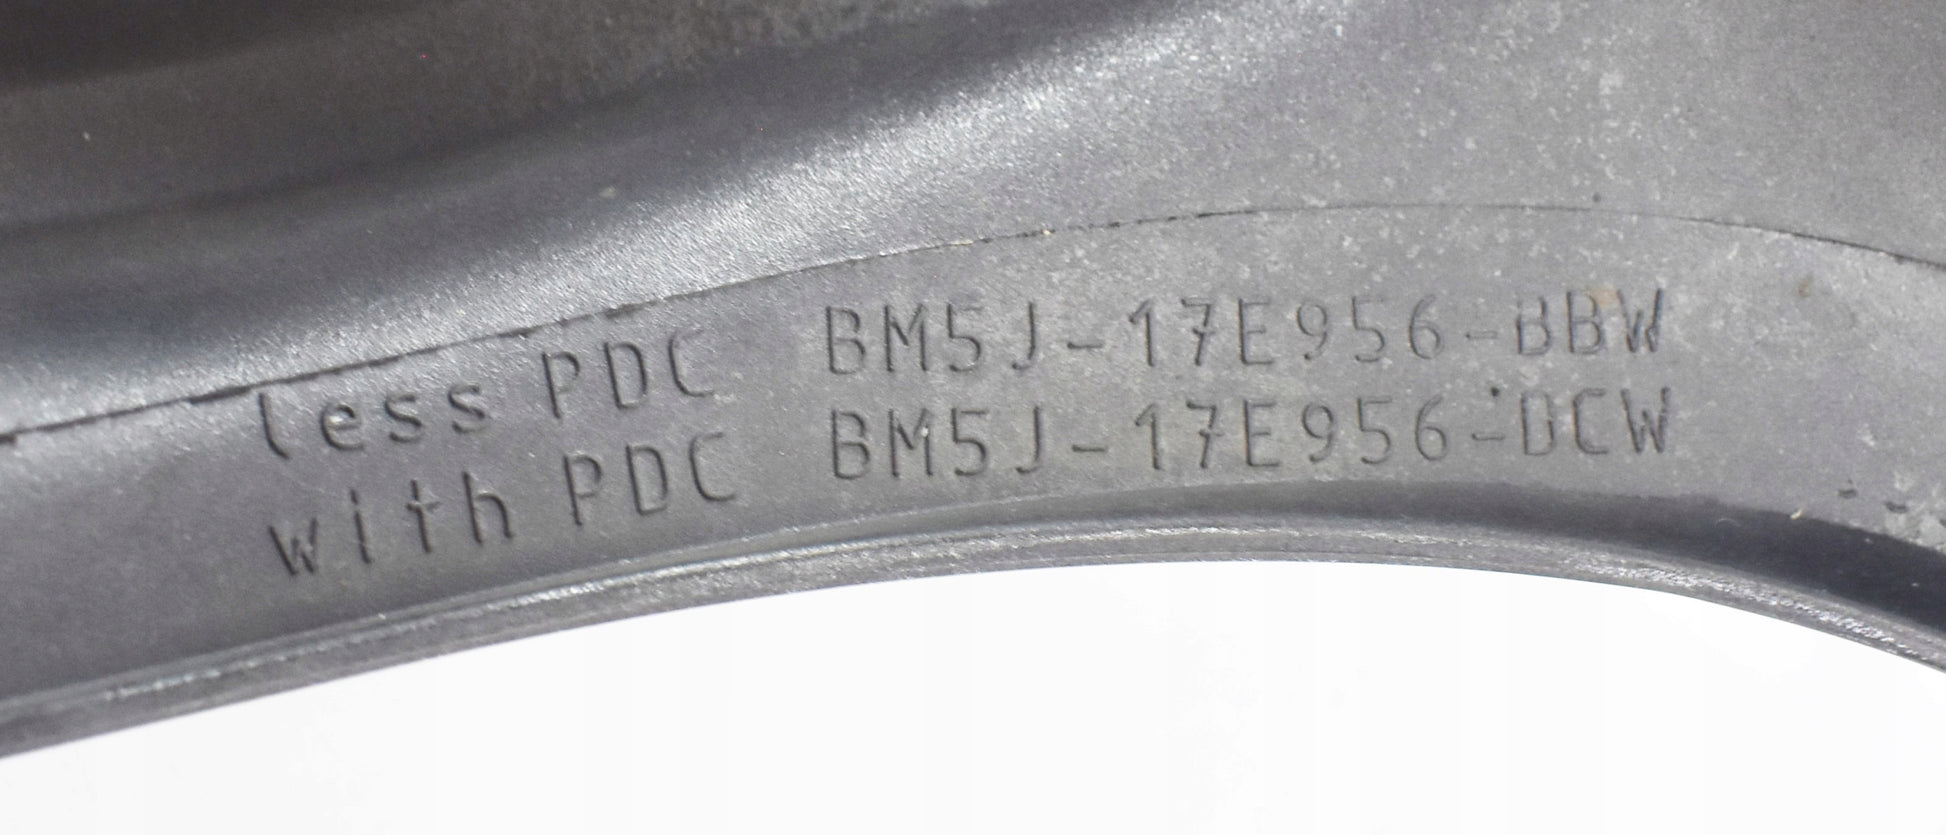 less PDC BM5J-17E956-BBW
with PDC BM5J-17E956-DCW